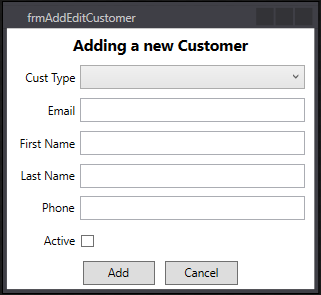 frmAddEditCustomer
Adding a new Customer
Cust Type
Email
First Name
Last Name
Phone
Active
Add Cancel